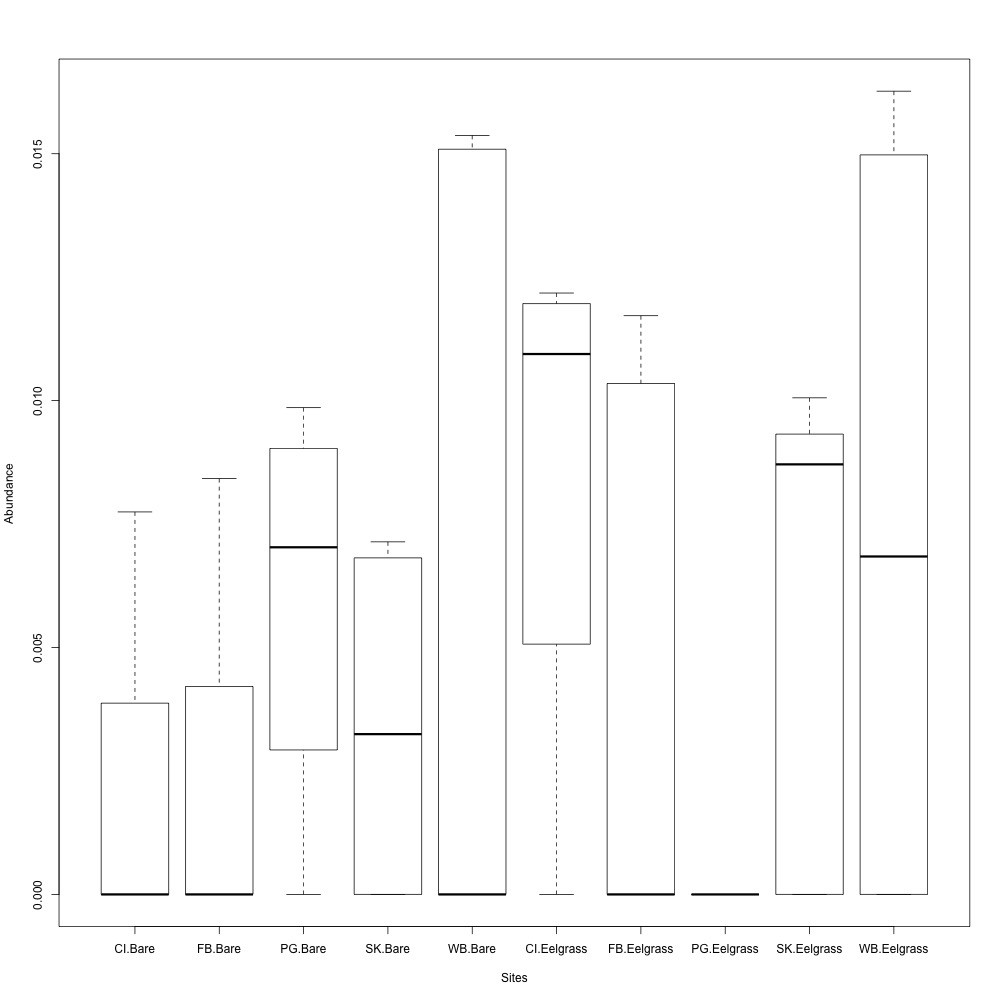 Abundance
0.015
0.010
0.005
0.000
CI.Bare FB.Bare PG.Bare SK.Bare WB.Bare CI.Eelgrass FB.Eelgrass PG.Eelgrass SK.Eelgrass WB.Eelgrass
Sites